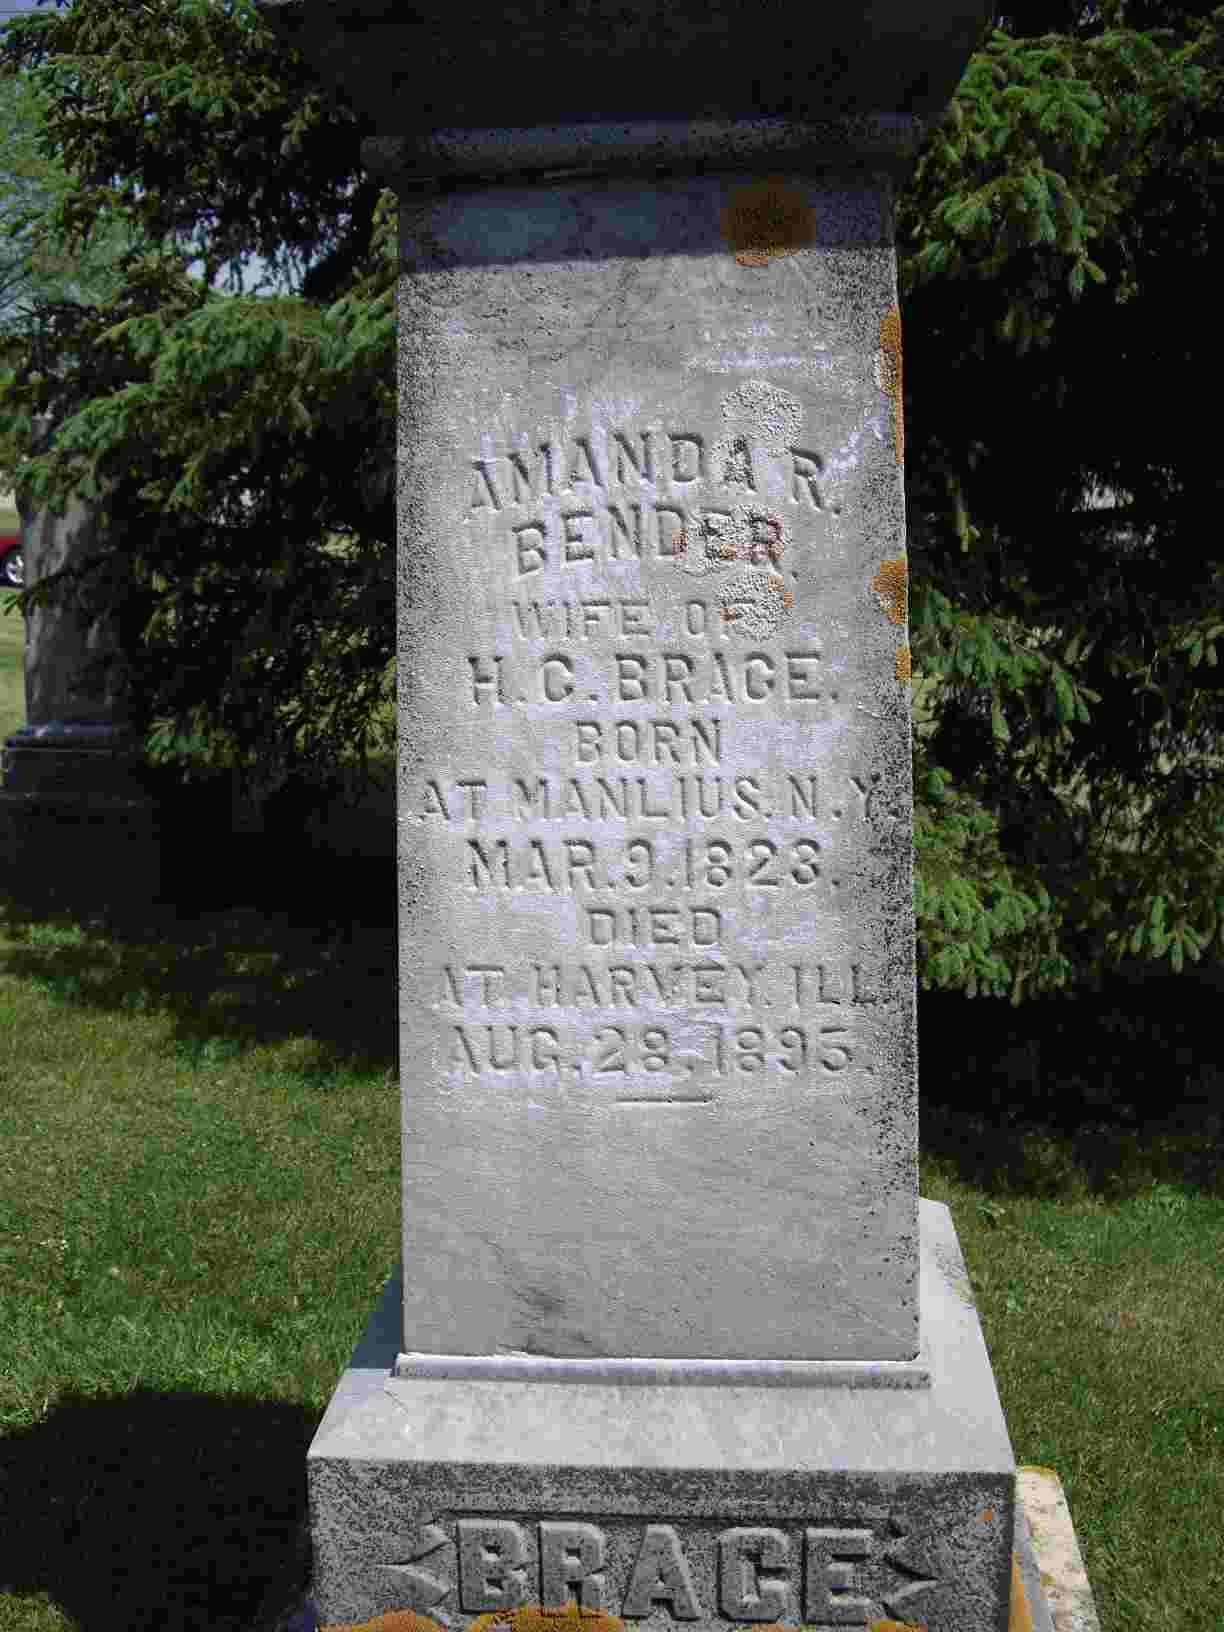 AMANDA R.
BENDER.
WIFE OF
H. C. BRACE.
BORN
AT MANLIUS. N. Y.
MAR. 9. 1823.
DIED
AT. HARVEY. ILL.
AUG. 28, 1895.
BRACE